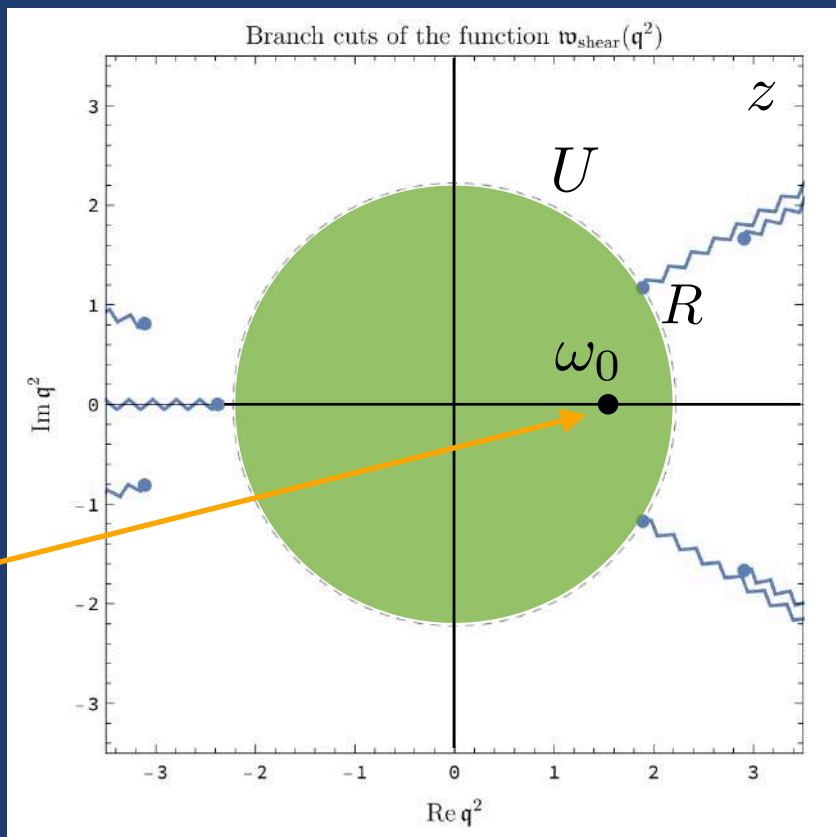 Branch cuts of the function 𝔴shear(𝔮²)
z
3
U
2
1
R
ω₀
Im 𝔮²
0
-1
-2
-3
-3 -2 -1 0 1 2 3
Re 𝔮²